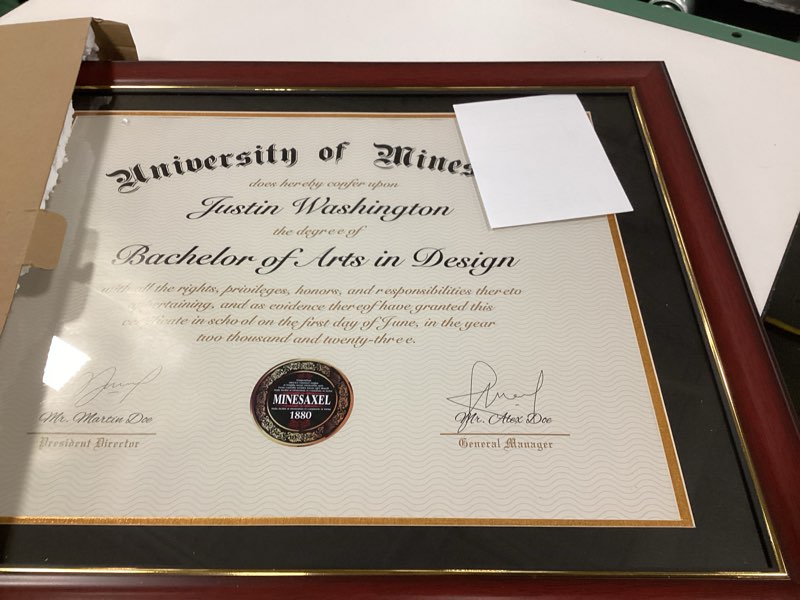 University of Mines
does hereby confer upon
Justin Washington
the degree of
Bachelor of Arts in Design
with all the rights, privileges, honors, and responsibilities thereto
pertaining, and as evidence thereof have granted this
certificate in school on the first day of June, in the year
two thousand and twenty-three.
MINESAXEL
1880
Mr. Martin Doe
Mr. Alex Doe
President Director
General Manager